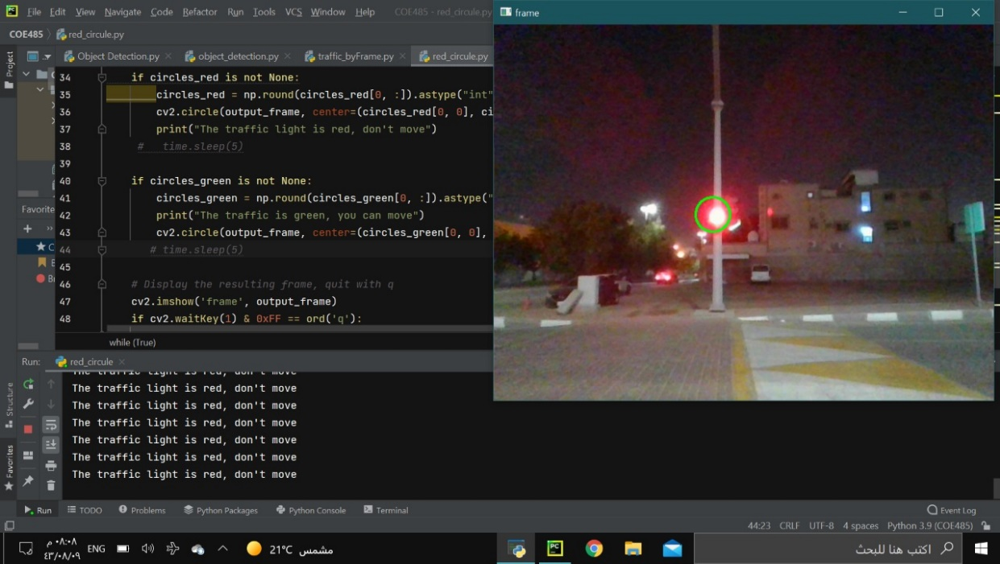 File Edit View Navigate Code Refactor Run Tools VCS Window Help COE485 - red_circule.py
frame
COE485 red_circule.py
Object Detection.py object_detection.py traffic_byFrame.py red_circule.py
Project
34 if circles_red is not None:
35 circles_red = np.round(circles_red[0, :]).astype("int"
36 cv2.circle(output_frame, center=(circles_red[0, 0], ci
37 print("The traffic light is red, don't move")
38 # time.sleep(5)
39
40 if circles_green is not None:
41 circles_green = np.round(circles_green[0, :]).astype("
42 print("The traffic is green, you can move")
43 cv2.circle(output_frame, center=(circles_green[0, 0],
44 # time.sleep(5)
45
46 # Display the resulting frame, quit with q
47 cv2.imshow('frame', output_frame)
48 if cv2.waitKey(1) & 0xFF == ord('q'):
Favorite
while (True)
Run: red_circule
The traffic light is red, don't move
The traffic light is red, don't move
The traffic light is red, don't move
The traffic light is red, don't move
The traffic light is red, don't move
The traffic light is red, don't move
The traffic light is red, don't move
Structure
Favorites
Run TODO Problems Python Packages Python Console Terminal Event Log
44:23 CRLF UTF-8 4 spaces Python 3.9 (COE485)
٠٨:٠٨ م
٤٣/٠٨/٠٩
ENG
21°C مشمس
PC
اكتب هنا للبحث